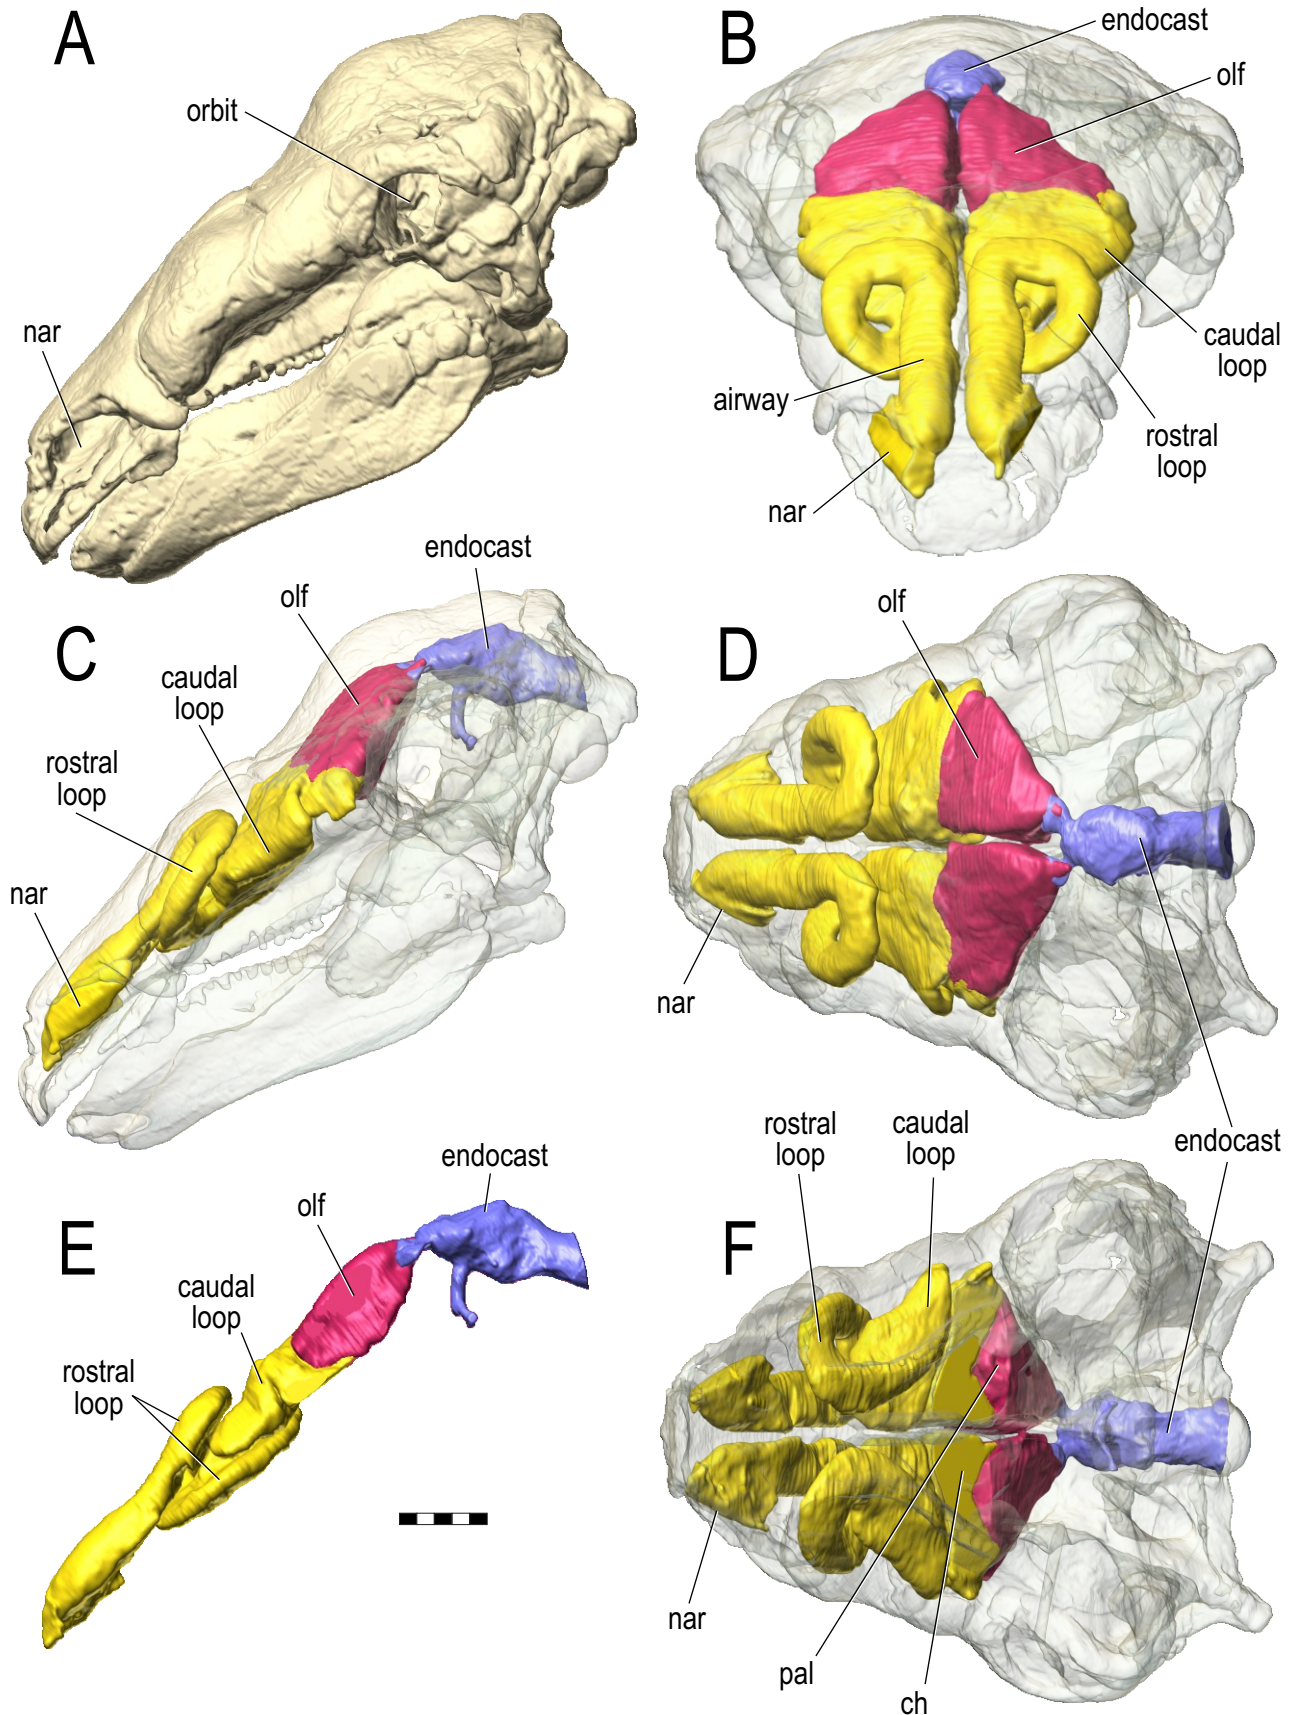 A
orbit
nar
B
endocast
olf
caudal
loop
airway
rostral
loop
nar
C
endocast
olf
caudal
loop
rostral
loop
nar
D
olf
nar
endocast
E
endocast
olf
caudal
loop
rostral
loop
F
rostral
loop
caudal
loop
nar
pal
ch